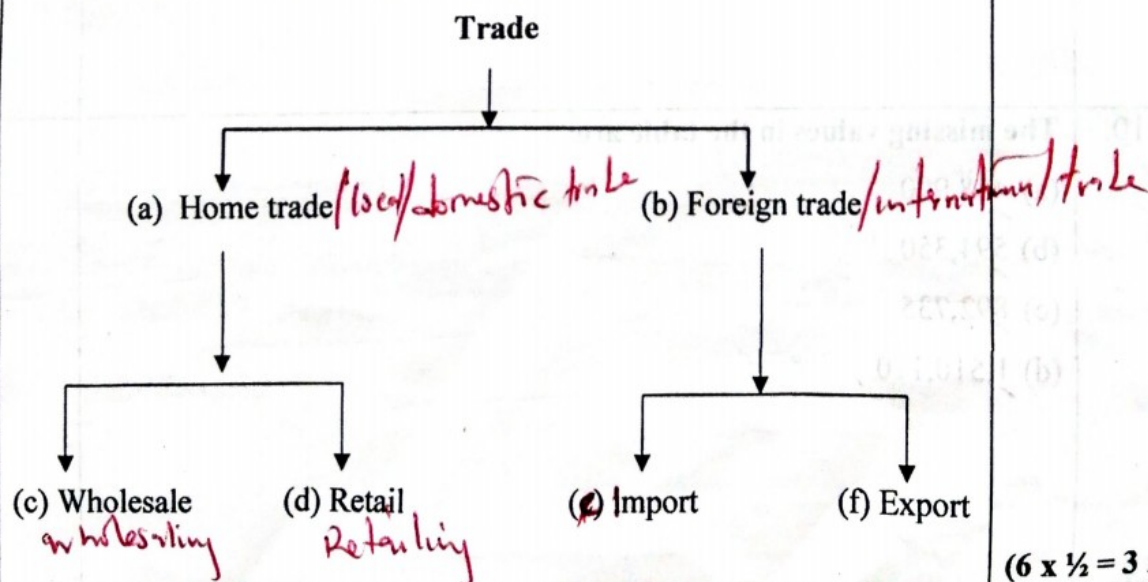 Trade
(a) Home trade/local/domestic trade
(b) Foreign trade/international/trade
(c) Wholesale
wholesaling
(d) Retail
Retailing
(e) Import
(f) Export
(6 x ½ = 3